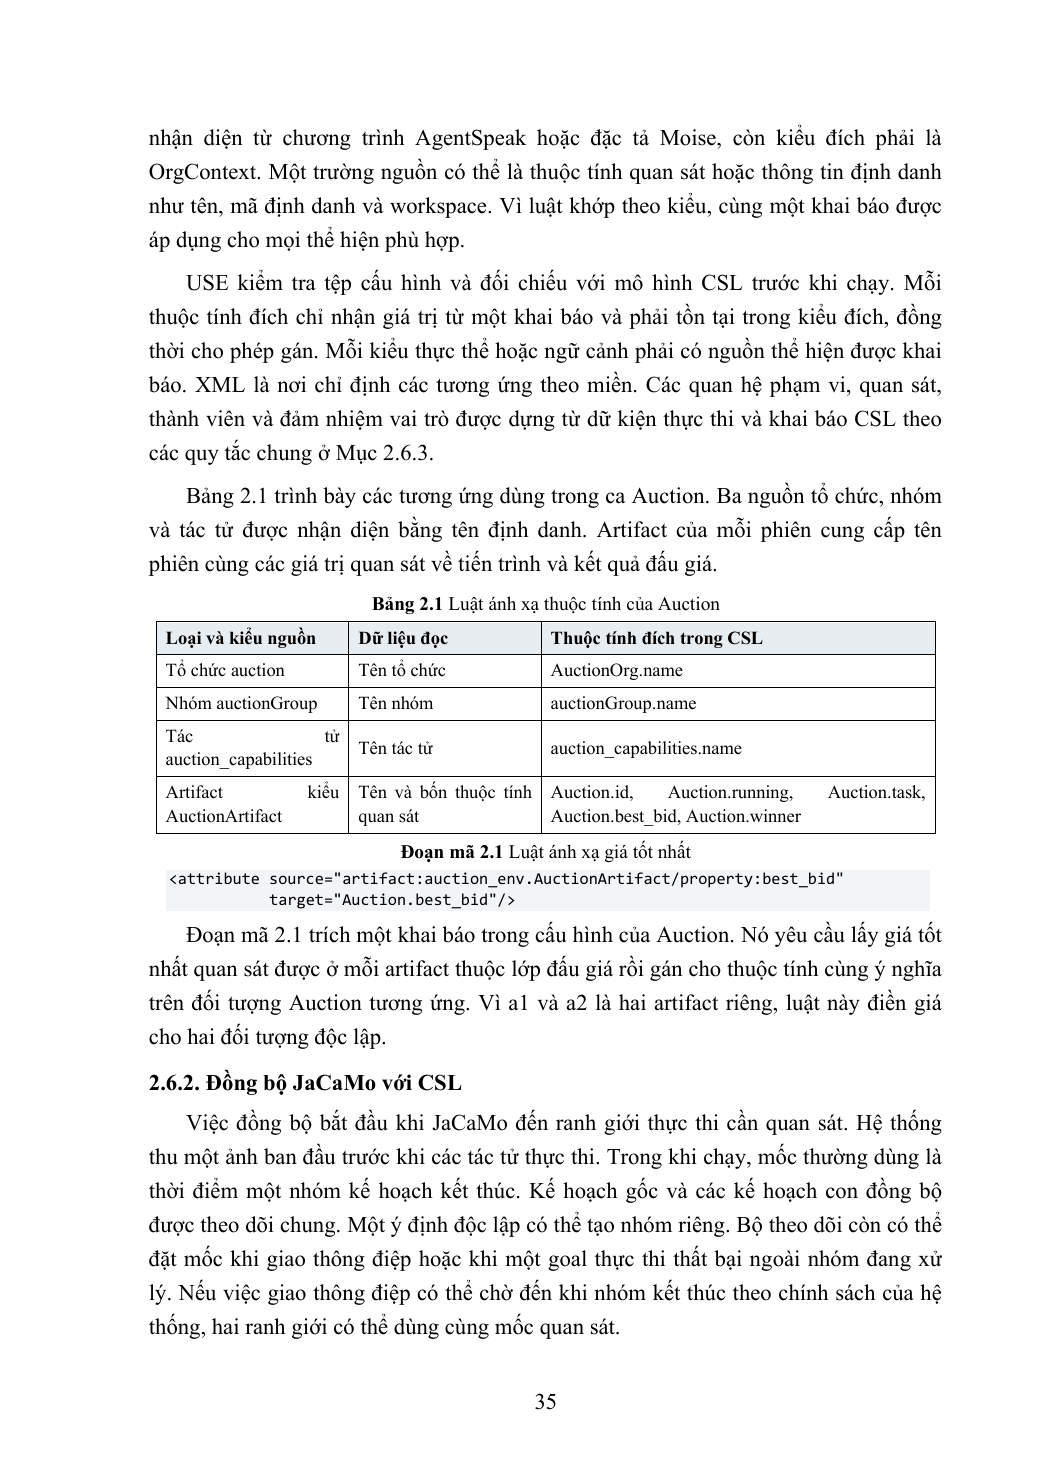 nhận diện từ chương trình AgentSpeak hoặc đặc tả Moise, còn kiểu đích phải là
OrgContext. Một trường nguồn có thể là thuộc tính quan sát hoặc thông tin định danh
như tên, mã định danh và workspace. Vì luật khớp theo kiểu, cùng một khai báo được
áp dụng cho mọi thể hiện phù hợp.
USE kiểm tra tệp cấu hình và đối chiếu với mô hình CSL trước khi chạy. Mỗi
thuộc tính đích chỉ nhận giá trị từ một khai báo và phải tồn tại trong kiểu đích, đồng
thời cho phép gán. Mỗi kiểu thực thể hoặc ngữ cảnh phải có nguồn thể hiện được khai
báo. XML là nơi chỉ định các tương ứng theo miền. Các quan hệ phạm vi, quan sát,
thành viên và đảm nhiệm vai trò được dựng từ dữ kiện thực thi và khai báo CSL theo
các quy tắc chung ở Mục 2.6.3.
Bảng 2.1 trình bày các tương ứng dùng trong ca Auction. Ba nguồn tổ chức, nhóm
và tác tử được nhận diện bằng tên định danh. Artifact của mỗi phiên cung cấp tên
phiên cùng các giá trị quan sát về tiến trình và kết quả đấu giá.
Bảng 2.1 Luật ánh xạ thuộc tính của Auction
Loại và kiểu nguồn Dữ liệu đọc Thuộc tính đích trong CSL
Tổ chức auction Tên tổ chức AuctionOrg.name
Nhóm auctionGroup Tên nhóm auctionGroup.name
Tác tử
auction_capabilities Tên tác tử auction_capabilities.name
Artifact kiểu Tên và bốn thuộc tính Auction.id, Auction.running, Auction.task,
AuctionArtifact quan sát Auction.best_bid, Auction.winner
Đoạn mã 2.1 Luật ánh xạ giá tốt nhất
<attribute source="artifact:auction_env.AuctionArtifact/property:best_bid"
target="Auction.best_bid"/>
Đoạn mã 2.1 trích một khai báo trong cấu hình của Auction. Nó yêu cầu lấy giá tốt
nhất quan sát được ở mỗi artifact thuộc lớp đấu giá rồi gán cho thuộc tính cùng ý nghĩa
trên đối tượng Auction tương ứng. Vì a1 và a2 là hai artifact riêng, luật này điền giá
cho hai đối tượng độc lập.
2.6.2. Đồng bộ JaCaMo với CSL
Việc đồng bộ bắt đầu khi JaCaMo đến ranh giới thực thi cần quan sát. Hệ thống
thu một ảnh ban đầu trước khi các tác tử thực thi. Trong khi chạy, mốc thường dùng là
thời điểm một nhóm kế hoạch kết thúc. Kế hoạch gốc và các kế hoạch con đồng bộ
được theo dõi chung. Một ý định độc lập có thể tạo nhóm riêng. Bộ theo dõi còn có thể
đặt mốc khi giao thông điệp hoặc khi một goal thực thi thất bại ngoài nhóm đang xử
lý. Nếu việc giao thông điệp có thể chờ đến khi nhóm kết thúc theo chính sách của hệ
thống, hai ranh giới có thể dùng cùng mốc quan sát.
35